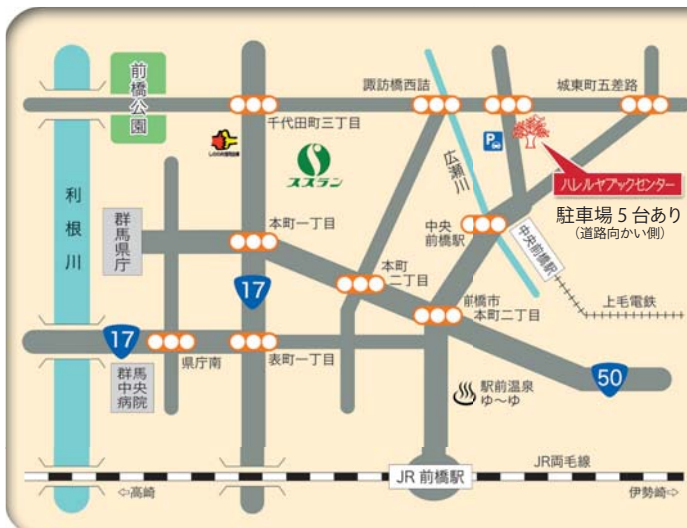 前橋公園
諏訪橋西詰
城東町五差路
千代田町三丁目
P
広瀬川
スズラン
ハレルヤブックセンター
駐車場5台あり
（道路向かい側）
利根川
群馬県庁
本町一丁目
中央
前橋駅
中央前橋駅
本町
二丁目
17
前橋市
本町二丁目
上毛電鉄
17
県庁南
表町一丁目
群馬
中央
病院
駅前温泉
ゆ〜ゆ
50
JR 前橋駅
JR両毛線
⇦高崎
伊勢崎⇨